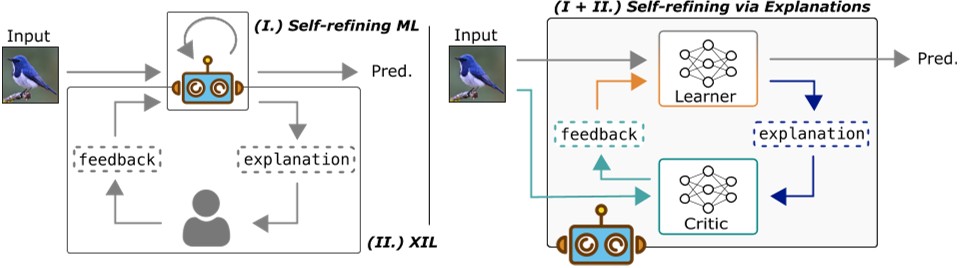 (I.) Self-refining ML
Input
Pred.
feedback
explanation
(II.) XIL
(I + II.) Self-refining via Explanations
Input
Learner
Pred.
feedback
explanation
Critic